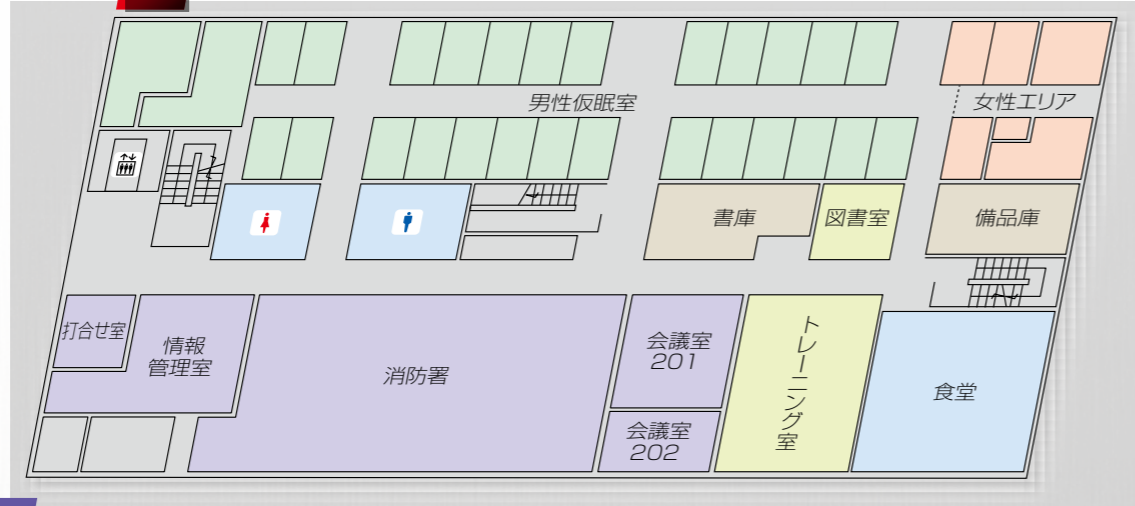 男性仮眠室
女性エリア
書庫
図書室
備品庫
打合せ室
情報
管理室
消防署
会議室
201
会議室
202
トレーニング室
食堂